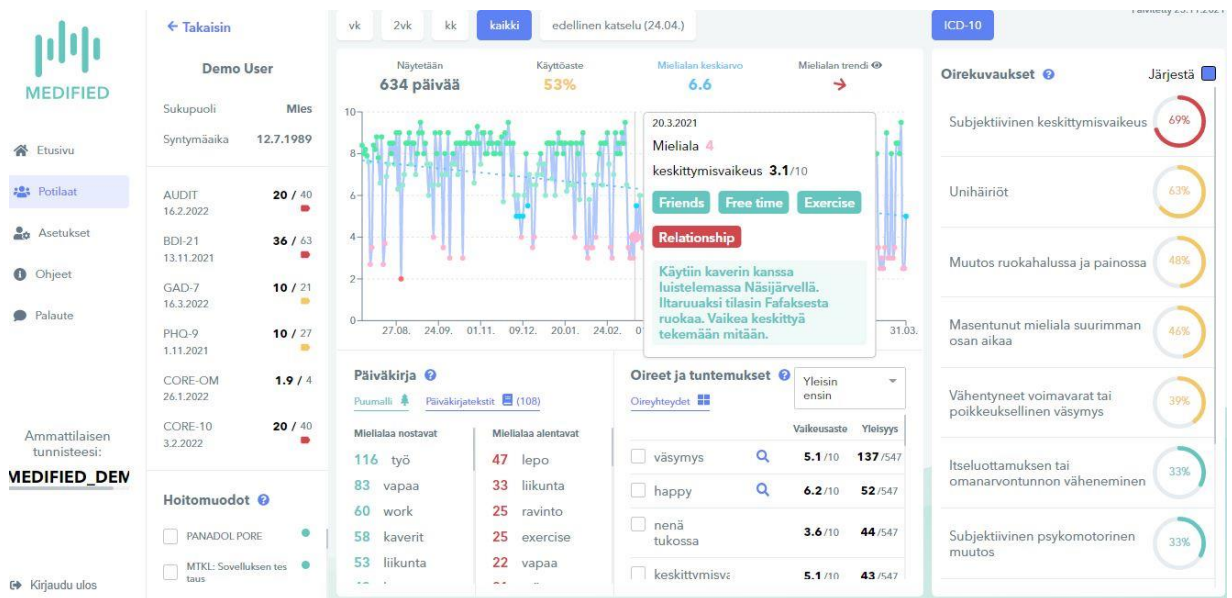 MEDIFIED
Etusivu
Potilaat
Asetukset
Ohjeet
Palaute
Ammattilaisen
tunnisteesi:
MEDIFIED_DEM
Kirjaudu ulos
← Takaisin
Demo User
Sukupuoli Mies
Syntymäaika 12.7.1989
AUDIT 20 / 40
16.2.2022
BDI-21 36 / 63
13.11.2021
GAD-7 10 / 21
16.3.2022
PHQ-9 10 / 27
1.11.2021
CORE-OM 1.9 / 4
26.1.2022
CORE-10 20 / 40
3.2.2022
Hoitomuodot ?
PANADOL PORE
MTKL: Sovelluksen tes
taus
vk 2vk kk kaikki edellinen katselu (24.04.)
Näytetään Käyttöaste Mielialan keskiarvo Mielialan trendi
634 päivää 53% 6.6 →
10
8
6
4
2
0
27.08. 24.09. 01.11. 09.12. 20.01. 24.02. 31.03.
20.3.2021
Mieliala 4
keskittymisvaikeus 3.1/10
Friends Free time Exercise
Relationship
Käytiin kaverin kanssa
luistelemassa Näsijärvellä.
Iltaruuaksi tilasin Fafaksesta
ruokaa. Vaikea keskittyä
tekemään mitään.
Päiväkirja ?
Puumalli Päiväkirjatekstit (108)
Mielialaa nostavat Mielialaa alentavat
116 työ 47 lepo
83 vapaa 33 liikunta
60 work 25 ravinto
58 kaverit 25 exercise
53 liikunta 22 vapaa
Oireet ja tuntemukset ?
Oireyhteydet
Yleisin
ensin
Vaikeusaste Yleisyys
väsymys 5.1/10 137/547
happy 6.2/10 52/547
nenä
tukossa 3.6/10 44/547
keskittymisva 5.1/10 43/547
Päivitetty 23.11.2021
ICD-10
Oirekuvaukset ? Järjestä
Subjektiivinen keskittymisvaikeus 69%
Unihäiriöt 63%
Muutos ruokahalussa ja painossa 48%
Masentunut mieliala suurimman
osan aikaa 46%
Vähentyneet voimavarat tai
poikkeuksellinen väsymys 39%
Itseluottamuksen tai
omanarvontunnon väheneminen 33%
Subjektiivinen psykomotorinen
muutos 33%